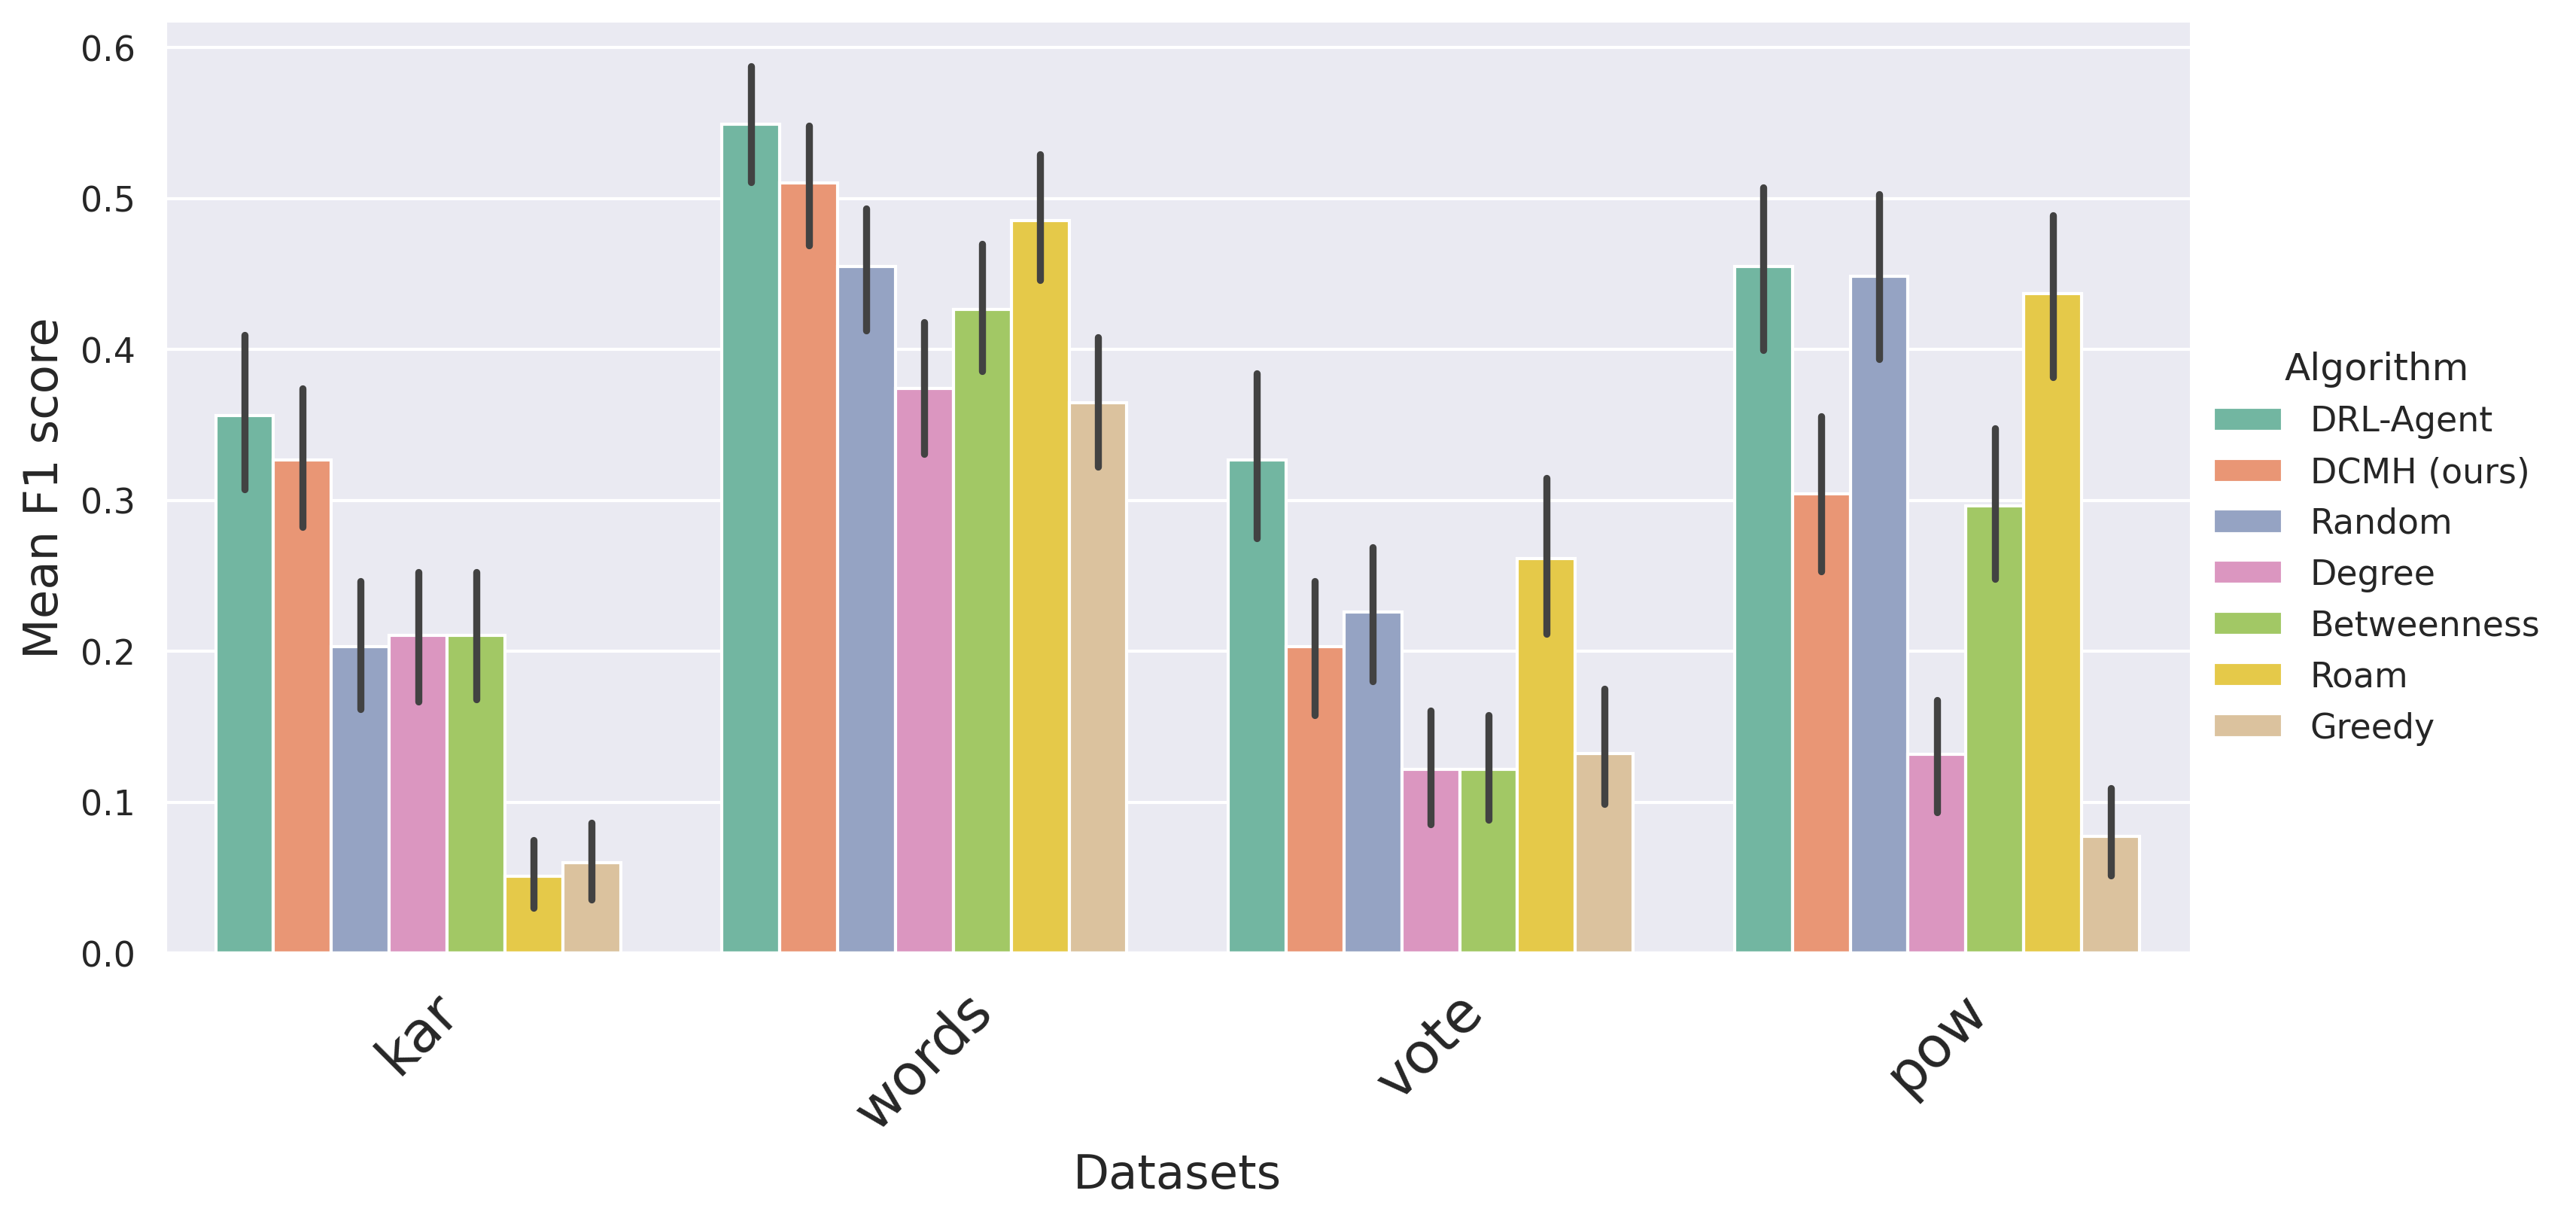 0.6
0.5
0.4
0.3
0.2
0.1
0.0
Mean F1 score
kar
words
vote
pow
Datasets
Algorithm
DRL-Agent
DCMH (ours)
Random
Degree
Betweenness
Roam
Greedy